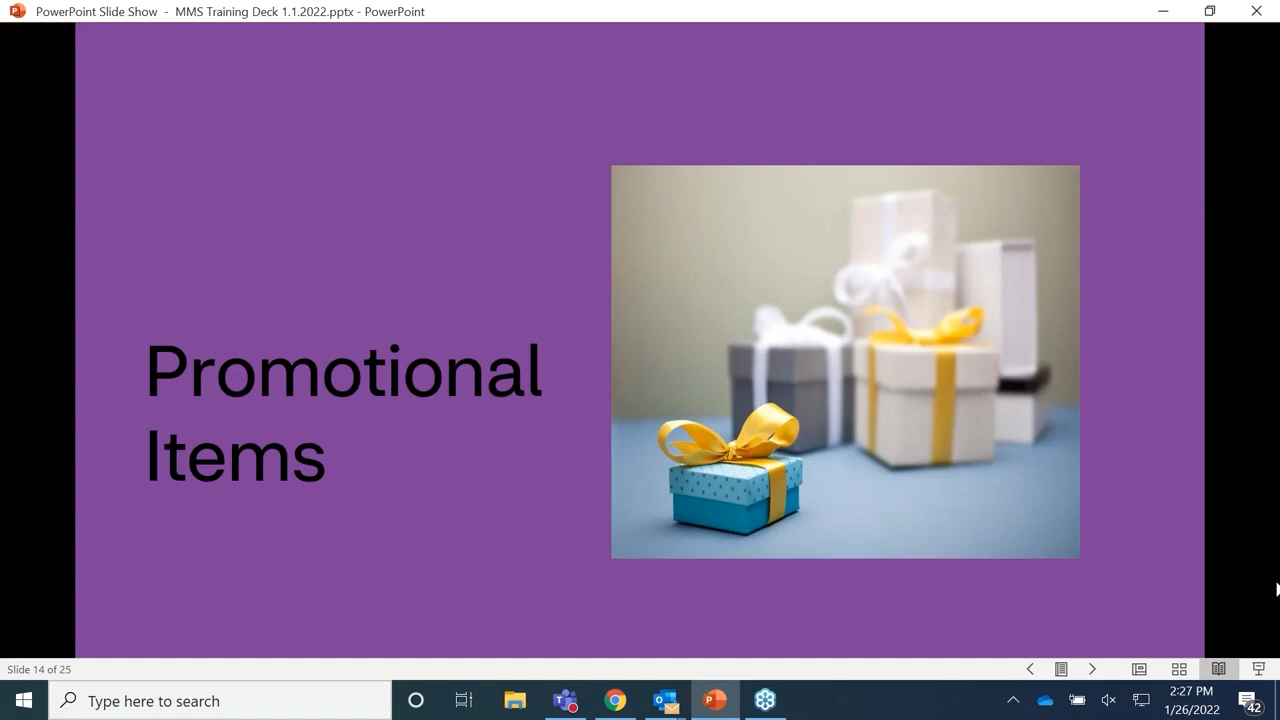 PowerPoint Slide Show - MMS Training Deck 1.1.2022.pptx - PowerPoint
Promotional
Items
Slide 14 of 25
Type here to search
2:27 PM
1/26/2022
42